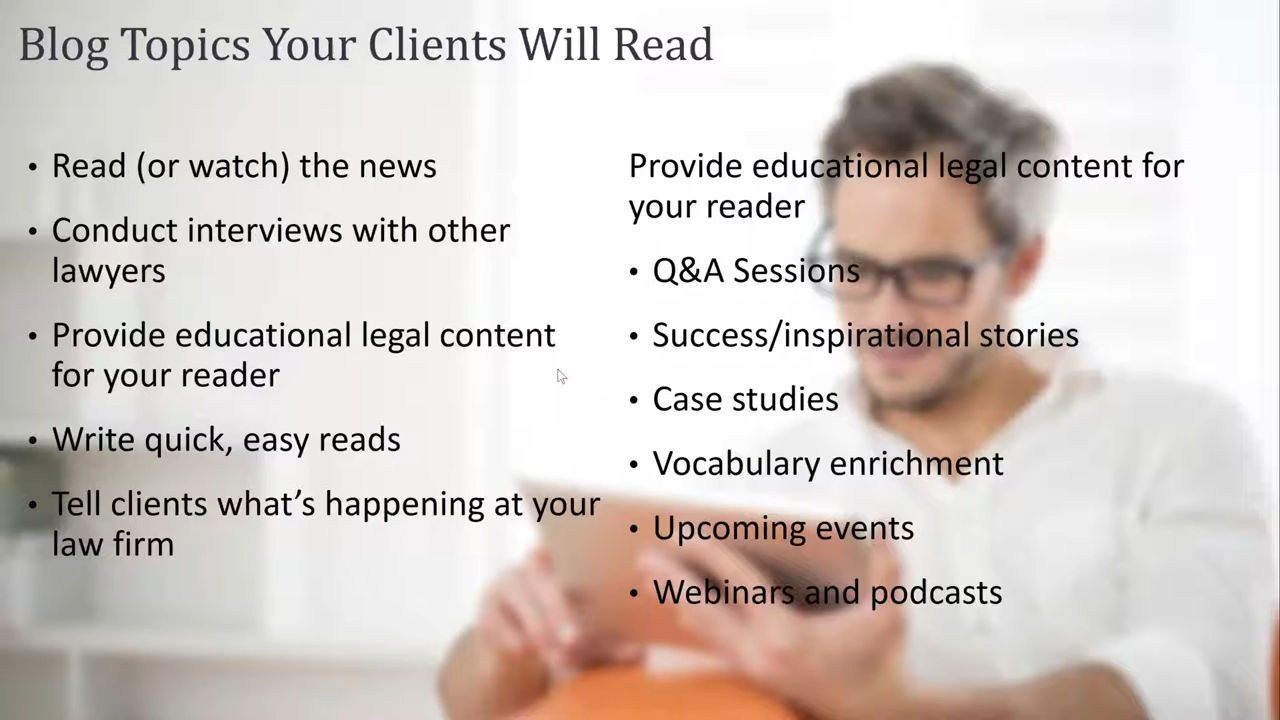 Blog Topics Your Clients Will Read
• Read (or watch) the news
• Conduct interviews with other
lawyers
• Provide educational legal content
for your reader
• Write quick, easy reads
• Tell clients what’s happening at your
law firm
Provide educational legal content for
your reader
• Q&A Sessions
• Success/inspirational stories
• Case studies
• Vocabulary enrichment
• Upcoming events
• Webinars and podcasts